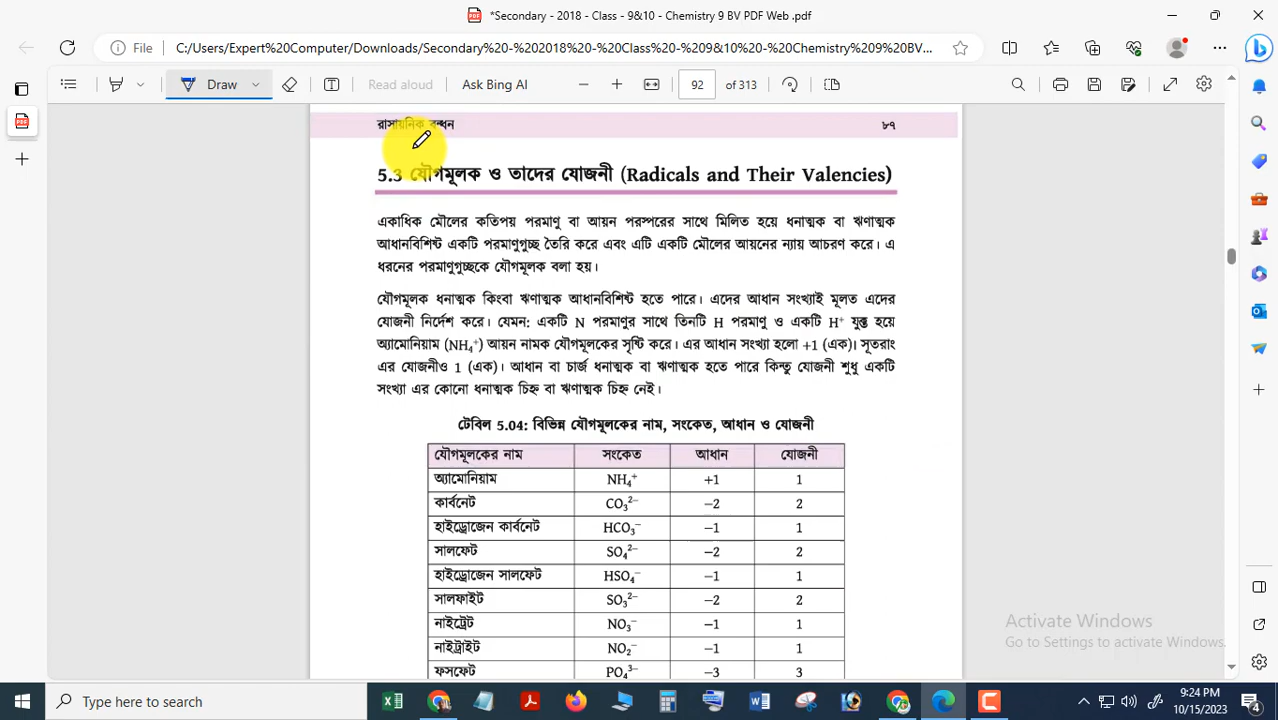 *Secondary - 2018 - Class - 9&10 - Chemistry 9 BV PDF Web .pdf
File
C:/Users/Expert%20Computer/Downloads/Secondary%20-%202018%20-%20Class%20-%209&10%20-%20Chemistry%209%20BV...
Draw
Read aloud
Ask Bing AI
92 of 313
রাসায়নিক বন্ধন ৮৭
5.3 যৌগমূলক ও তাদের যোজনী (Radicals and Their Valencies)
একাধিক মৌলের কতিপয় পরমাণু বা আয়ন পরস্পরের সাথে মিলিত হয়ে ধনাত্মক বা ঋণাত্মক
আধানবিশিষ্ট একটি পরমাণুগুচ্ছ তৈরি করে এবং এটি একটি মৌলের আয়নের ন্যায় আচরণ করে। এ
ধরনের পরমাণুগুচ্ছকে যৌগমূলক বলা হয়।
যৌগমূলক ধনাত্মক কিংবা ঋণাত্মক আধানবিশিষ্ট হতে পারে। এদের আধান সংখ্যাই মূলত এদের
যোজনী নির্দেশ করে। যেমন: একটি N পরমাণুর সাথে তিনটি H পরমাণু ও একটি H⁺ যুক্ত হয়ে
অ্যামোনিয়াম (NH₄⁺) আয়ন নামক যৌগমূলকের সৃষ্টি করে। এর আধান সংখ্যা হলো +1 (এক)। সুতরাং
এর যোজনীও 1 (এক)। আধান বা চার্জ ধনাত্মক বা ঋণাত্মক হতে পারে কিন্তু যোজনী শুধু একটি
সংখ্যা এর কোনো ধনাত্মক চিহ্ন বা ঋণাত্মক চিহ্ন নেই।
টেবিল 5.04: বিভিন্ন যৌগমূলকের নাম, সংকেত, আধান ও যোজনী
যৌগমূলকের নাম সংকেত আধান যোজনী
অ্যামোনিয়াম NH₄⁺ +1 1
কার্বনেট CO₃²⁻ −2 2
হাইড্রোজেন কার্বনেট HCO₃⁻ −1 1
সালফেট SO₄²⁻ −2 2
হাইড্রোজেন সালফেট HSO₄⁻ −1 1
সালফাইট SO₃²⁻ −2 2
নাইট্রেট NO₃⁻ −1 1
নাইট্রাইট NO₂⁻ −1 1
ফসফেট PO₄³⁻ −3 3
Activate Windows
Go to Settings to activate Windows.
Type here to search
9:24 PM
10/15/2023
4